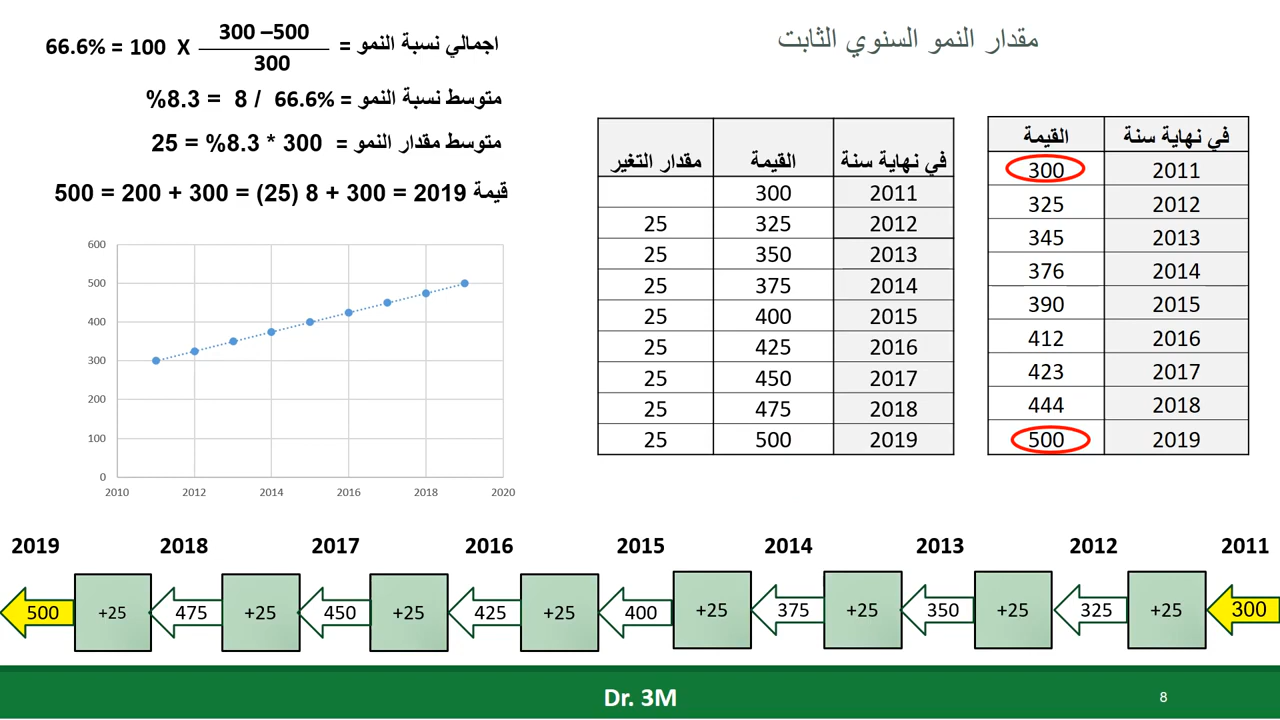 مقدار النمو السنوي الثابت
اجمالي نسبة النمو = 300 –500 / 300 X 100 = 66.6%
متوسط نسبة النمو = 66.6% / 8 = %8.3
متوسط مقدار النمو = 300 * %8.3 = 25
قيمة 2019 = 300 + 8 (25) = 300 + 200 = 500
في نهاية سنة القيمة
2011 300
2012 325
2013 345
2014 376
2015 390
2016 412
2017 423
2018 444
2019 500
في نهاية سنة القيمة مقدار التغير
2011 300
2012 325 25
2013 350 25
2014 375 25
2015 400 25
2016 425 25
2017 450 25
2018 475 25
2019 500 25
600
500
400
300
200
100
0
2010 2012 2014 2016 2018 2020
2011 2012 2013 2014 2015 2016 2017 2018 2019
300 +25 325 +25 350 +25 375 +25 400 +25 425 +25 450 +25 475 +25 500
Dr. 3M
8